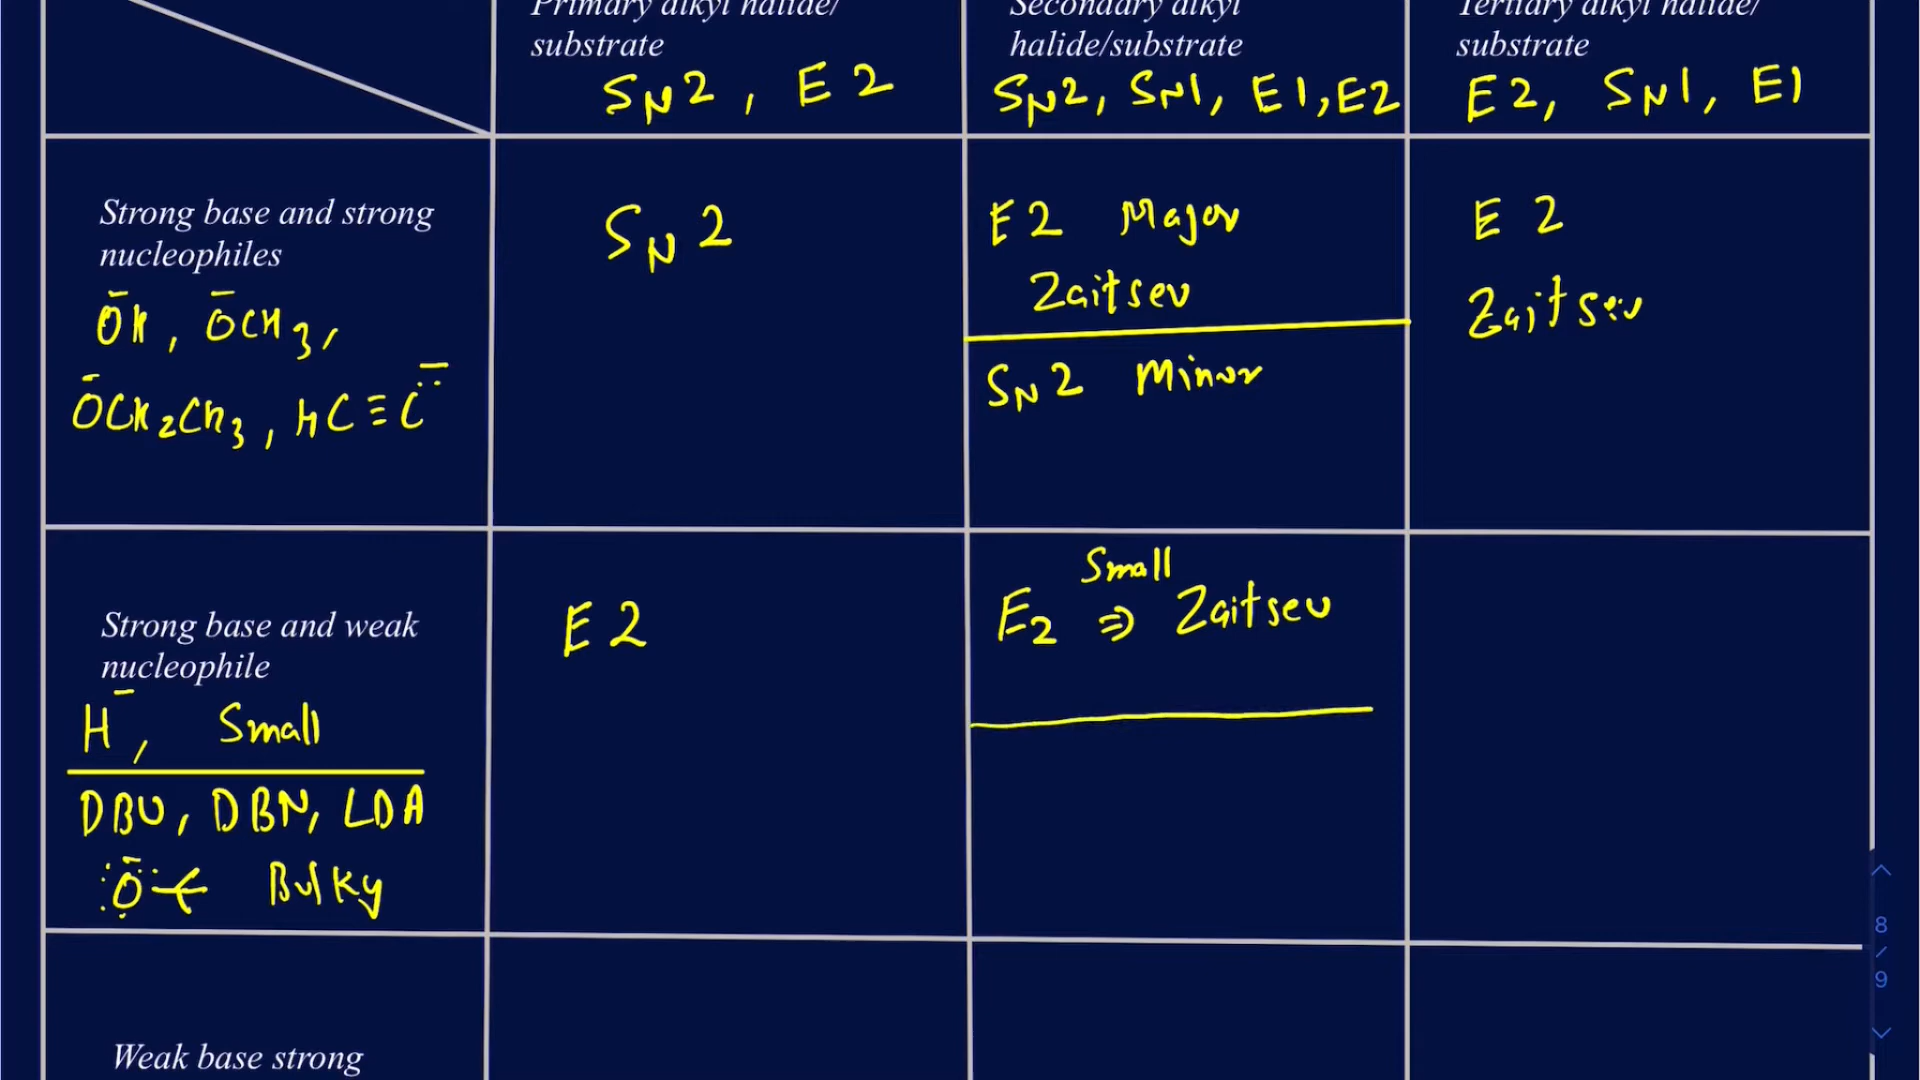 Primary alkyl halide/
substrate
SN2, E2
Secondary alkyl
halide/substrate
SN2, SN1, E1, E2
Tertiary alkyl halide/
substrate
E2, SN1, E1
Strong base and strong
nucleophiles
ŌH, ŌCH3,
ŌCH2CH3, HC≡C̄
SN2
E2 Major
Zaitsev
SN2 Minor
E2
Zaitsev
Strong base and weak
nucleophile
H⁻, Small
DBU, DBN, LDA
Ō Bulky
E2
Small
E2 ⇒ Zaitsev
Weak base strong
8
/
9